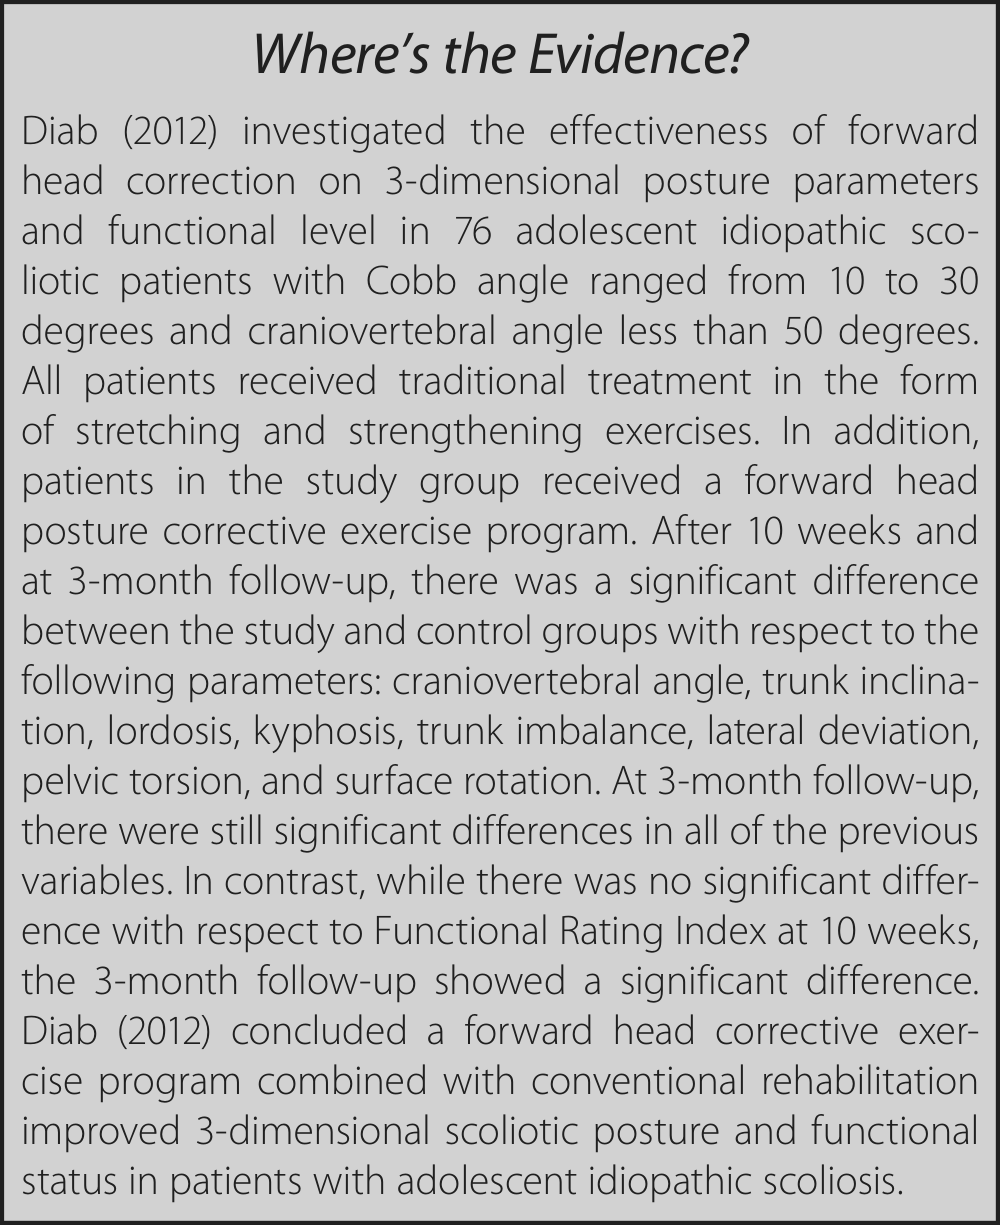 Where’s the Evidence?
Diab (2012) investigated the effectiveness of forward
head correction on 3-dimensional posture parameters
and functional level in 76 adolescent idiopathic sco-
liotic patients with Cobb angle ranged from 10 to 30
degrees and craniovertebral angle less than 50 degrees.
All patients received traditional treatment in the form
of stretching and strengthening exercises. In addition,
patients in the study group received a forward head
posture corrective exercise program. After 10 weeks and
at 3-month follow-up, there was a significant difference
between the study and control groups with respect to the
following parameters: craniovertebral angle, trunk inclina-
tion, lordosis, kyphosis, trunk imbalance, lateral deviation,
pelvic torsion, and surface rotation. At 3-month follow-up,
there were still significant differences in all of the previous
variables. In contrast, while there was no significant differ-
ence with respect to Functional Rating Index at 10 weeks,
the 3-month follow-up showed a significant difference.
Diab (2012) concluded a forward head corrective exer-
cise program combined with conventional rehabilitation
improved 3-dimensional scoliotic posture and functional
status in patients with adolescent idiopathic scoliosis.